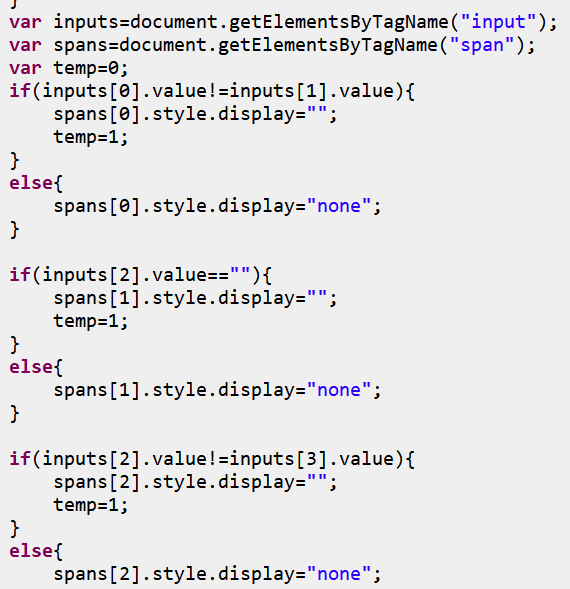 }
var inputs=document.getElementsByTagName("input");
var spans=document.getElementsByTagName("span");
var temp=0;
if(inputs[0].value!=inputs[1].value){
    spans[0].style.display="";
    temp=1;
}
else{
    spans[0].style.display="none";
}

if(inputs[2].value==""){
    spans[1].style.display="";
    temp=1;
}
else{
    spans[1].style.display="none";
}

if(inputs[2].value!=inputs[3].value){
    spans[2].style.display="";
    temp=1;
}
else{
    spans[2].style.display="none";